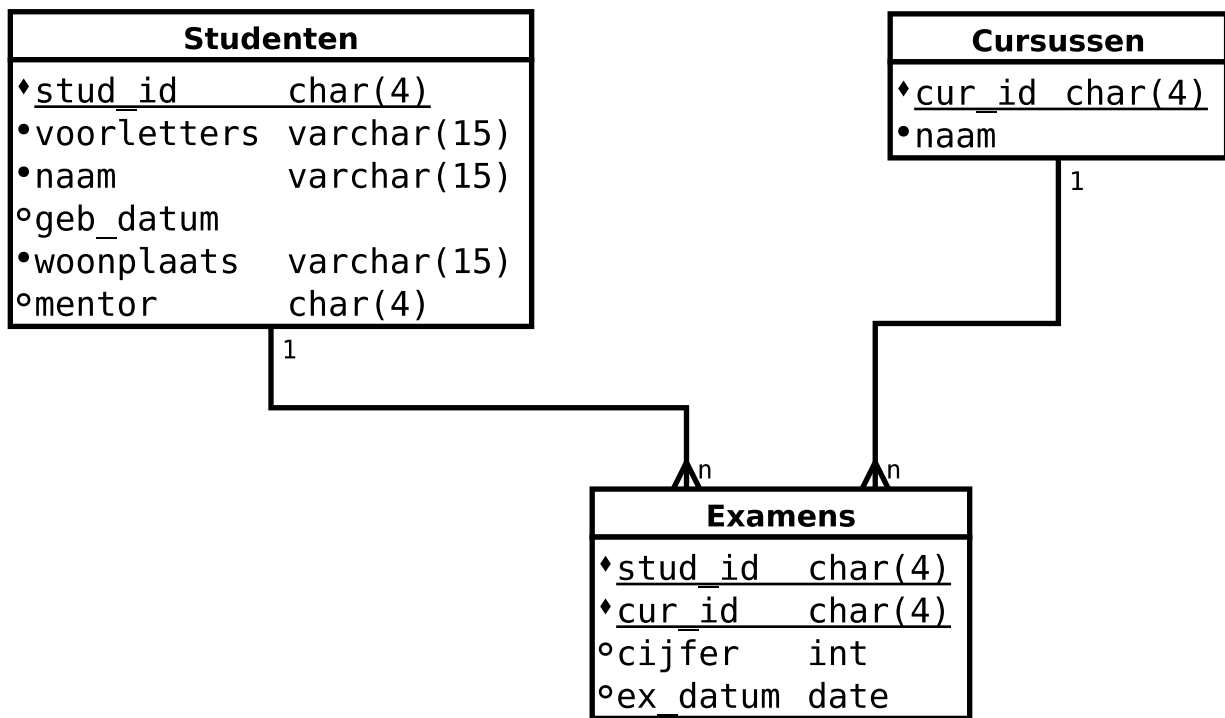 Studenten
stud_id char(4)
voorletters varchar(15)
naam varchar(15)
geb_datum
woonplaats varchar(15)
mentor char(4)
1
Cursussen
cur_id char(4)
naam
1
n
n
Examens
stud_id char(4)
cur_id char(4)
cijfer int
ex_datum date